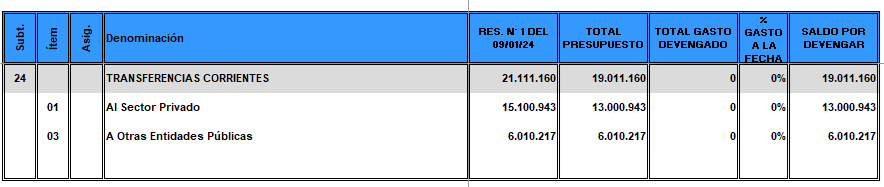 Subt. Ítem Asig. Denominación RES. N° 1 DEL 09/01/24 TOTAL PRESUPUESTO TOTAL GASTO DEVENGADO % GASTO A LA FECHA SALDO POR DEVENGAR
24 TRANSFERENCIAS CORRIENTES 21.111.160 19.011.160 0 0% 19.011.160
01 Al Sector Privado 15.100.943 13.000.943 0 0% 13.000.943
03 A Otras Entidades Públicas 6.010.217 6.010.217 0 0% 6.010.217